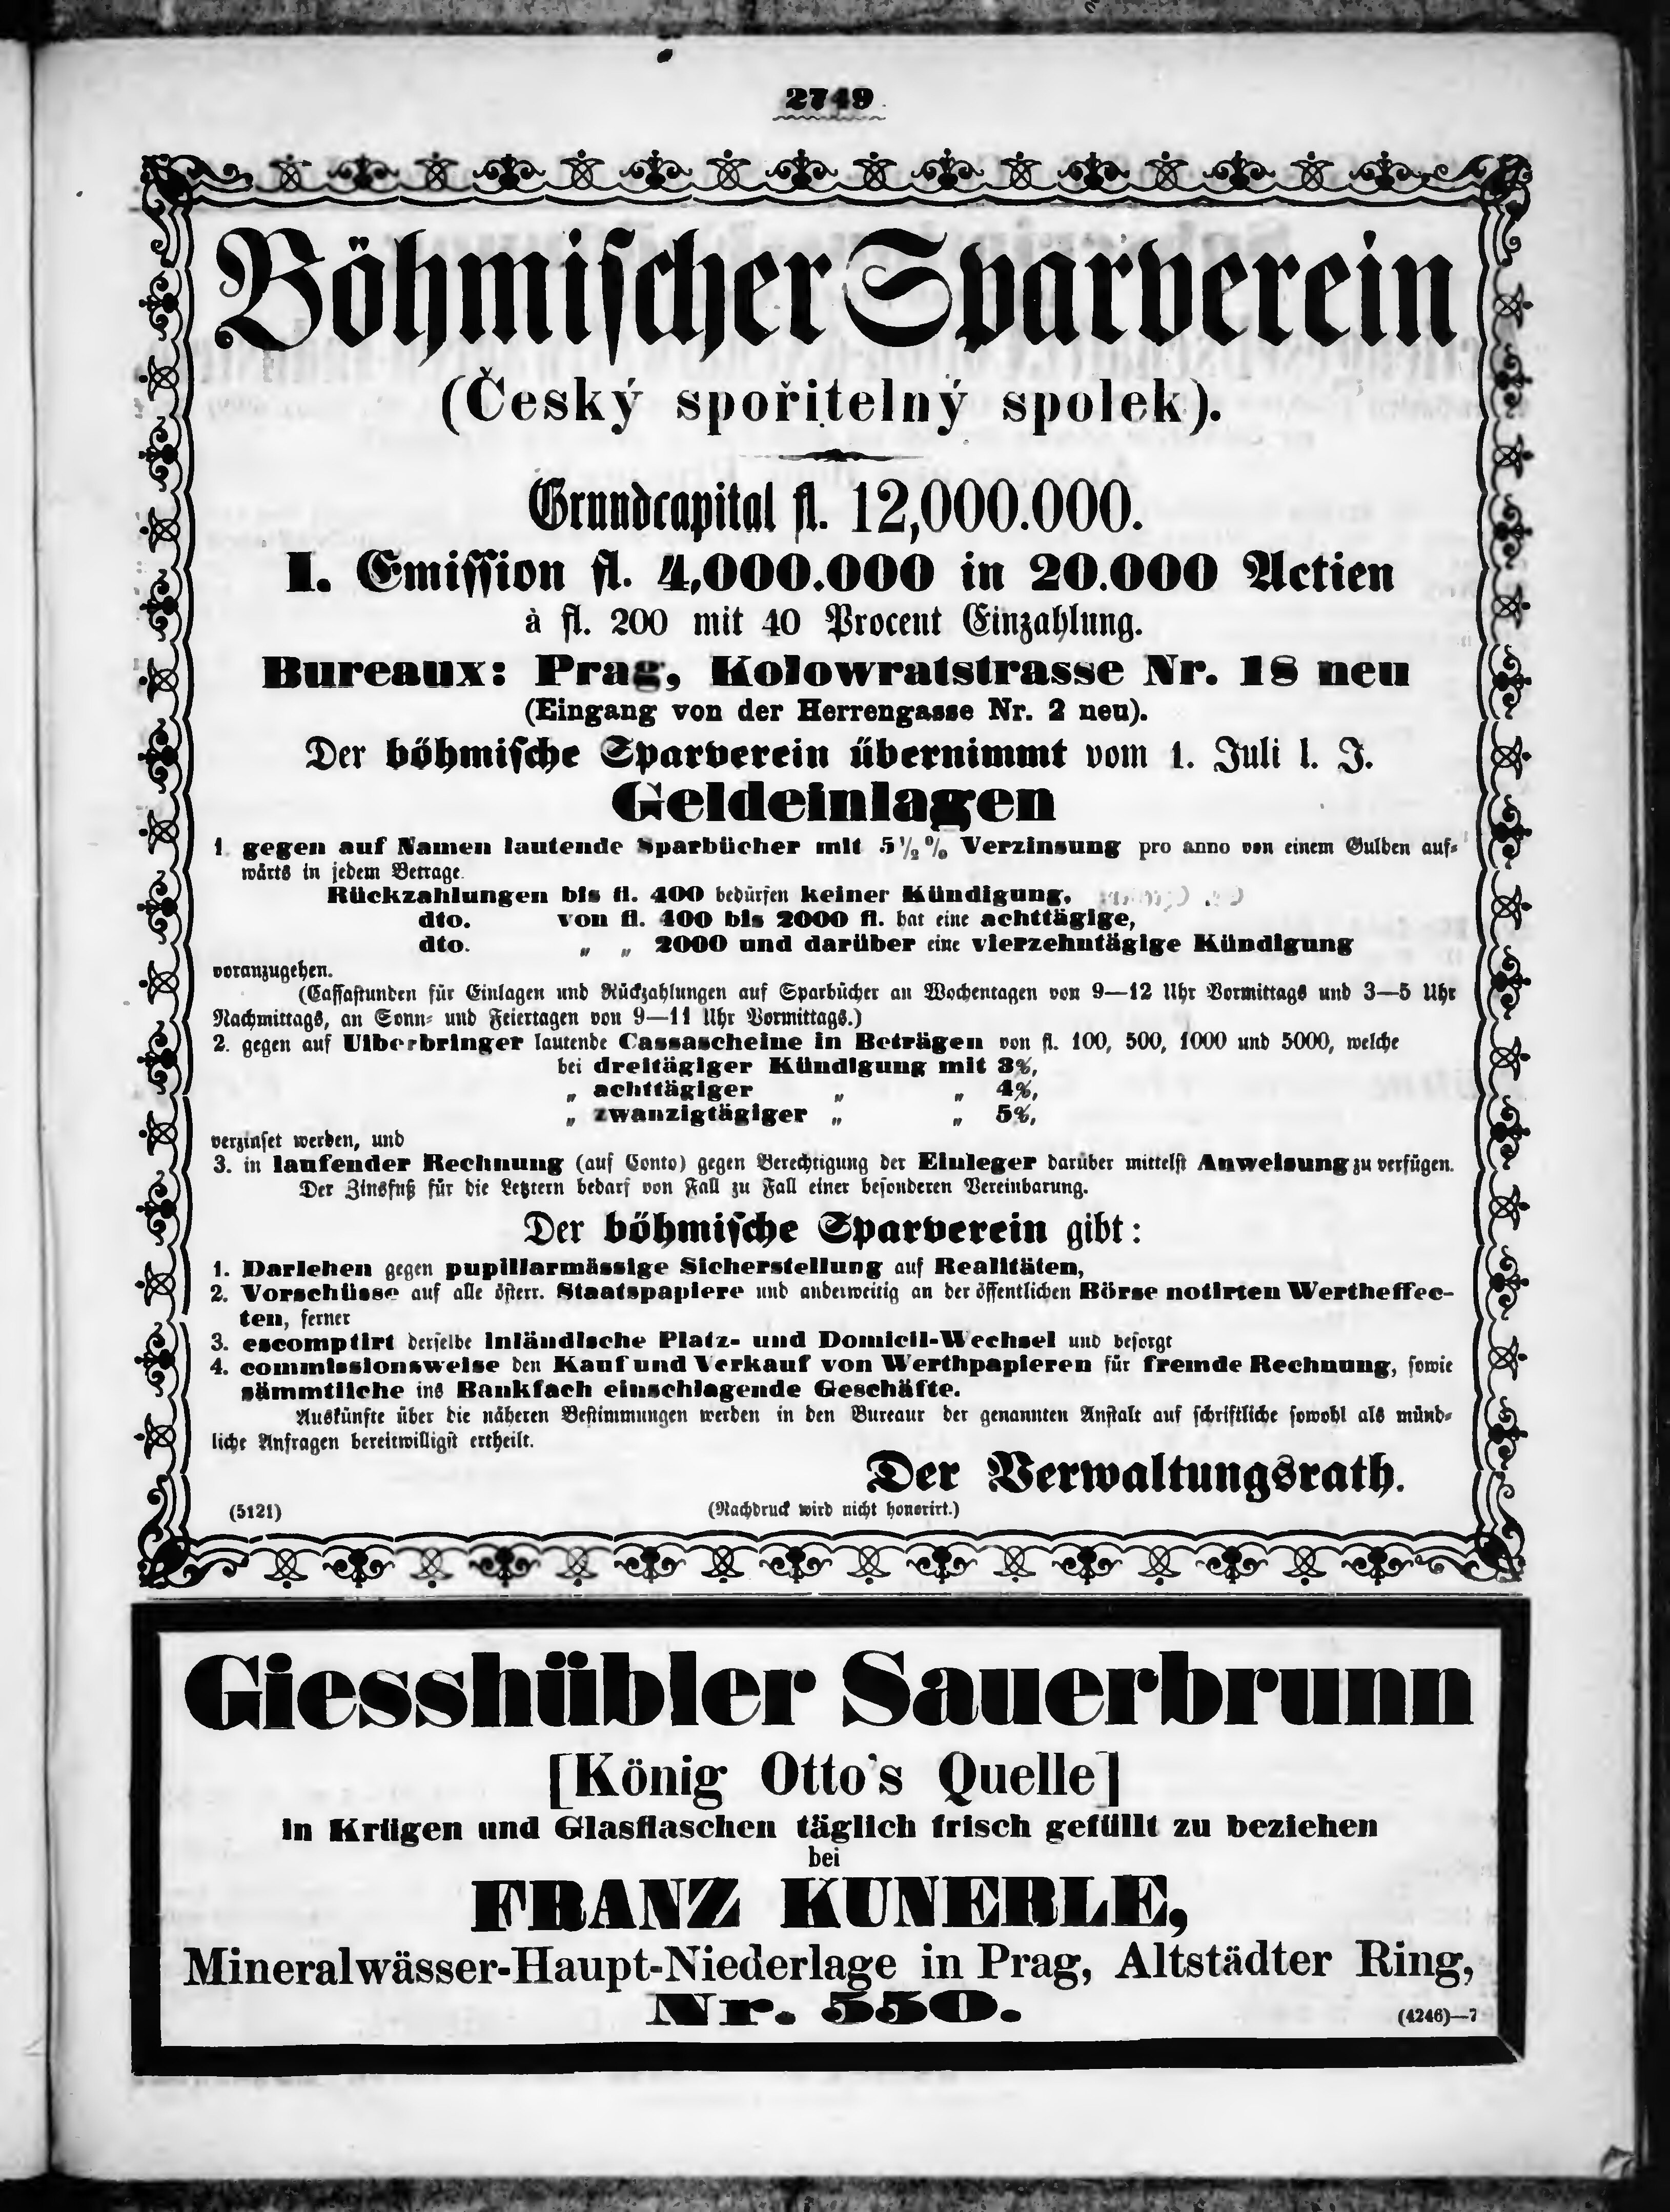 2749
Böhmischer Sparverein
(Český spořitelný spolek).
Grundcapital fl. 12,000.000.
I. Emission fl. 4,000.000 in 20.000 Actien
à fl. 200 mit 40 Procent Einzahlung.
Bureaux: Prag, Kolowratstrasse Nr. 18 neu
(Eingang von der Herrengasse Nr. 2 neu).
Der böhmische Sparverein übernimmt vom 1. Juli l. J.
Geldeinlagen
1. gegen auf Namen lautende Sparbücher mit 5½% Verzinsung pro anno von einem Gulden auf-
wärts in jedem Betrage.
Rückzahlungen bis fl. 400 bedürfen keiner Kündigung,
dto. von fl. 400 bis 2000 fl. hat eine achttägige,
dto. „ „ 2000 und darüber eine vierzehntägige Kündigung
voranzugehen.
(Cassastunden für Einlagen und Rückzahlungen auf Sparbücher an Wochentagen von 9—12 Uhr Vormittags und 3—5 Uhr
Nachmittags, an Sonn- und Feiertagen von 9—11 Uhr Vormittags.)
2. gegen auf Uiberbringer lautende Cassascheine in Beträgen von fl. 100, 500, 1000 und 5000, welche
bei dreitägiger Kündigung mit 3%,
„ achttägiger „ „ 4%,
„ zwanzigtägiger „ „ 5%,
verzinset werden, und
3. in laufender Rechnung (auf Conto) gegen Berechtigung der Einleger darüber mittelst Anweisung zu verfügen.
Der Zinsfuß für die Letztern bedarf von Fall zu Fall einer besonderen Vereinbarung.
Der böhmische Sparverein gibt:
1. Darlehen gegen pupillarmässige Sicherstellung auf Realitäten,
2. Vorschüsse auf alle österr. Staatspapiere und anderweitig an der öffentlichen Börse notirten Wertheffec-
ten, ferner
3. escomptirt derselbe inländische Platz- und Domicil-Wechsel und besorgt
4. commissionsweise den Kauf und Verkauf von Werthpapieren für fremde Rechnung, sowie
sämmtliche ins Bankfach einschlagende Geschäfte.
Auskünfte über die näheren Bestimmungen werden in den Bureaux der genannten Anstalt auf schriftliche sowohl als münd-
liche Anfragen bereitwilligst ertheilt.
Der Verwaltungsrath.
(5121) (Nachdruck wird nicht honorirt.)
Giesshübler Sauerbrunn
[König Otto's Quelle]
in Krügen und Glasflaschen täglich frisch gefüllt zu beziehen
bei
FRANZ KUNERLE,
Mineralwässer-Haupt-Niederlage in Prag, Altstädter Ring,
Nr. 550.
(4246)—7